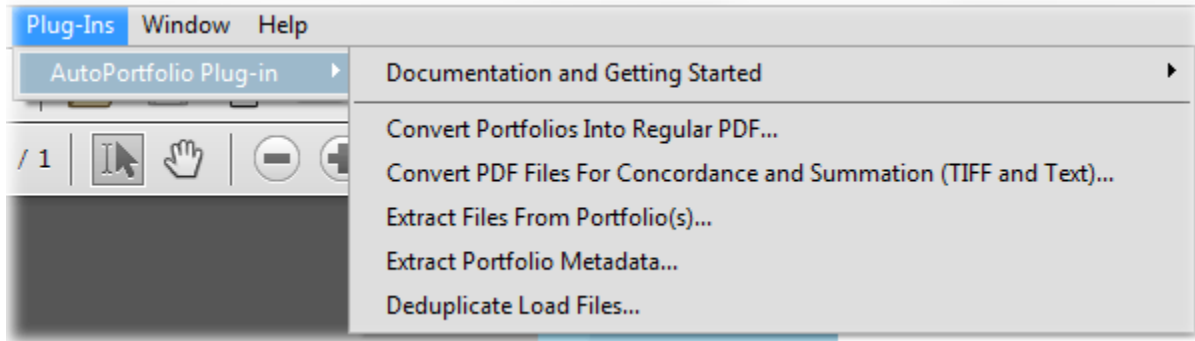 Plug-Ins Window Help
AutoPortfolio Plug-in
Documentation and Getting Started
Convert Portfolios Into Regular PDF...
/ 1
Convert PDF Files For Concordance and Summation (TIFF and Text)...
Extract Files From Portfolio(s)...
Extract Portfolio Metadata...
Deduplicate Load Files...